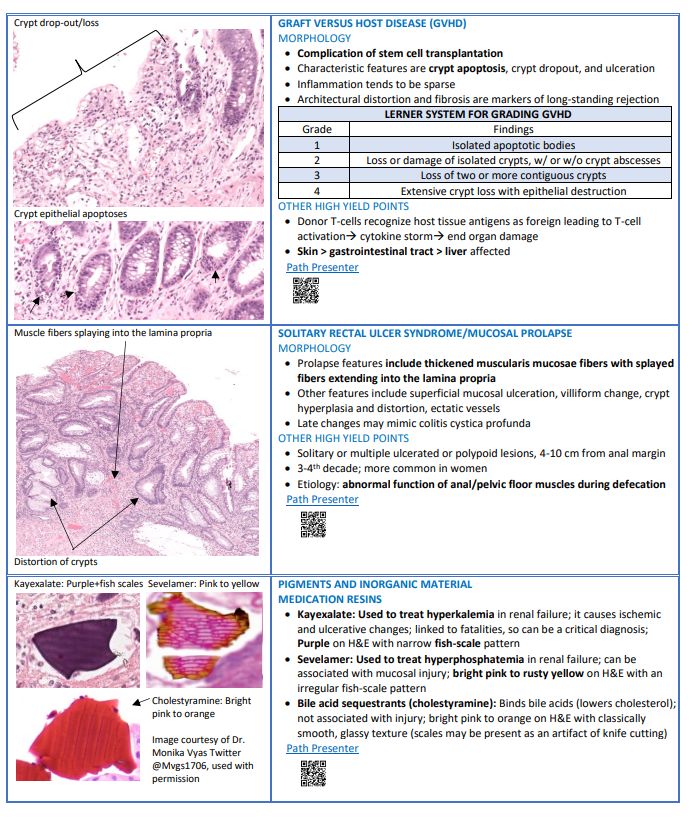 Crypt drop-out/loss
Crypt epithelial apoptoses
GRAFT VERSUS HOST DISEASE (GVHD)
MORPHOLOGY
• Complication of stem cell transplantation
• Characteristic features are crypt apoptosis, crypt dropout, and ulceration
• Inflammation tends to be sparse
• Architectural distortion and fibrosis are markers of long-standing rejection
LERNER SYSTEM FOR GRADING GVHD
Grade Findings
1 Isolated apoptotic bodies
2 Loss or damage of isolated crypts, w/ or w/o crypt abscesses
3 Loss of two or more contiguous crypts
4 Extensive crypt loss with epithelial destruction
OTHER HIGH YIELD POINTS
• Donor T-cells recognize host tissue antigens as foreign leading to T-cell
activation→ cytokine storm→ end organ damage
• Skin > gastrointestinal tract > liver affected
Path Presenter
Muscle fibers splaying into the lamina propria
Distortion of crypts
SOLITARY RECTAL ULCER SYNDROME/MUCOSAL PROLAPSE
MORPHOLOGY
• Prolapse features include thickened muscularis mucosae fibers with splayed
fibers extending into the lamina propria
• Other features include superficial mucosal ulceration, villiform change, crypt
hyperplasia and distortion, ectatic vessels
• Late changes may mimic colitis cystica profunda
OTHER HIGH YIELD POINTS
• Solitary or multiple ulcerated or polypoid lesions, 4-10 cm from anal margin
• 3-4th decade; more common in women
• Etiology: abnormal function of anal/pelvic floor muscles during defecation
Path Presenter
Kayexalate: Purple+fish scales Sevelamer: Pink to yellow
Cholestyramine: Bright
pink to orange
Image courtesy of Dr.
Monika Vyas Twitter
@Mvgs1706, used with
permission
PIGMENTS AND INORGANIC MATERIAL
MEDICATION RESINS
• Kayexalate: Used to treat hyperkalemia in renal failure; it causes ischemic
and ulcerative changes; linked to fatalities, so can be a critical diagnosis;
Purple on H&E with narrow fish-scale pattern
• Sevelamer: Used to treat hyperphosphatemia in renal failure; can be
associated with mucosal injury; bright pink to rusty yellow on H&E with an
irregular fish-scale pattern
• Bile acid sequestrants (cholestyramine): Binds bile acids (lowers cholesterol);
not associated with injury; bright pink to orange on H&E with classically
smooth, glassy texture (scales may be present as an artifact of knife cutting)
Path Presenter